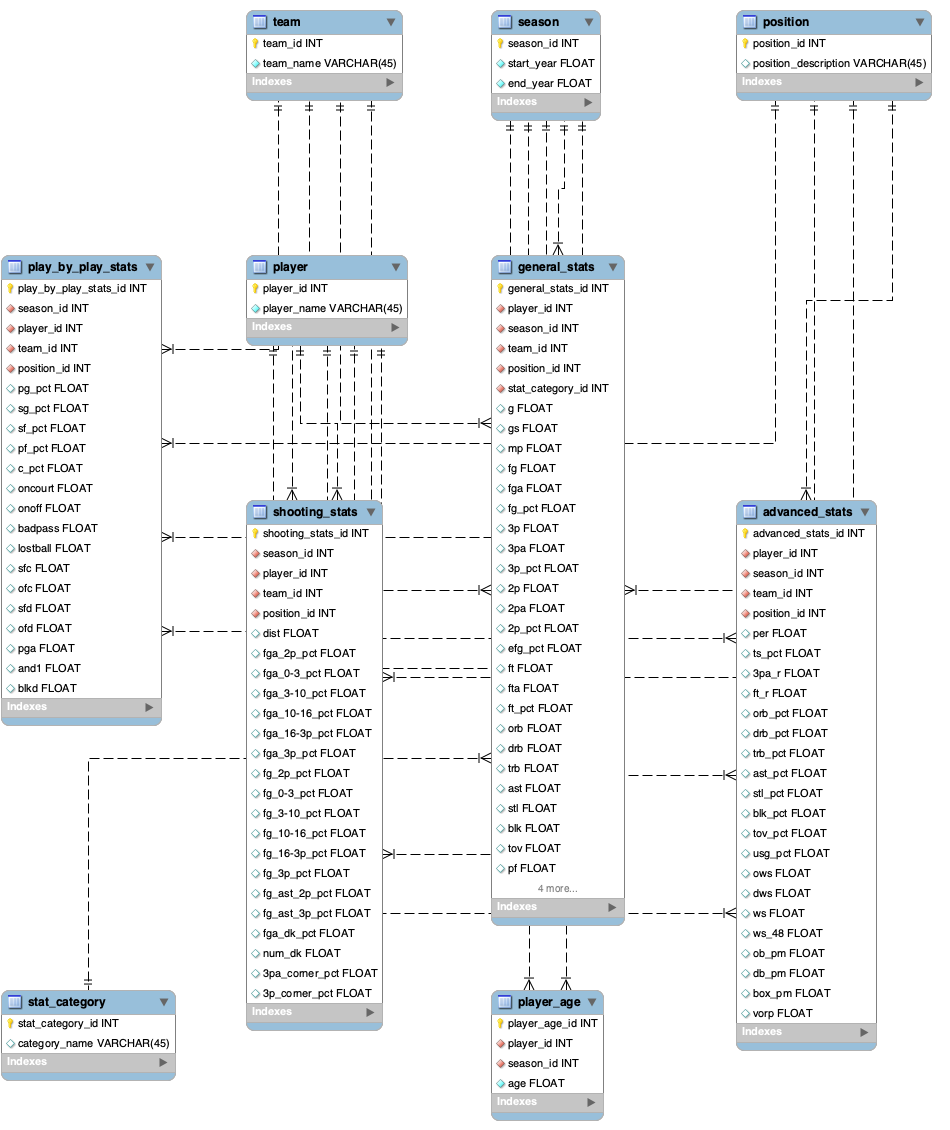 team
team_id INT
team_name VARCHAR(45)
Indexes
season
season_id INT
start_year FLOAT
end_year FLOAT
Indexes
position
position_id INT
position_description VARCHAR(45)
Indexes
play_by_play_stats
play_by_play_stats_id INT
season_id INT
player_id INT
team_id INT
position_id INT
pg_pct FLOAT
sg_pct FLOAT
sf_pct FLOAT
pf_pct FLOAT
c_pct FLOAT
oncourt FLOAT
onoff FLOAT
badpass FLOAT
lostball FLOAT
sfc FLOAT
ofc FLOAT
sfd FLOAT
ofd FLOAT
pga FLOAT
and1 FLOAT
blkd FLOAT
Indexes
player
player_id INT
player_name VARCHAR(45)
Indexes
general_stats
general_stats_id INT
player_id INT
season_id INT
team_id INT
position_id INT
stat_category_id INT
g FLOAT
gs FLOAT
mp FLOAT
fg FLOAT
fga FLOAT
fg_pct FLOAT
3p FLOAT
3pa FLOAT
3p_pct FLOAT
2p FLOAT
2pa FLOAT
2p_pct FLOAT
efg_pct FLOAT
ft FLOAT
fta FLOAT
ft_pct FLOAT
orb FLOAT
drb FLOAT
trb FLOAT
ast FLOAT
stl FLOAT
blk FLOAT
tov FLOAT
pf FLOAT
4 more...
Indexes
shooting_stats
shooting_stats_id INT
season_id INT
player_id INT
team_id INT
position_id INT
dist FLOAT
fga_2p_pct FLOAT
fga_0-3_pct FLOAT
fga_3-10_pct FLOAT
fga_10-16_pct FLOAT
fga_16-3p_pct FLOAT
fga_3p_pct FLOAT
fg_2p_pct FLOAT
fg_0-3_pct FLOAT
fg_3-10_pct FLOAT
fg_10-16_pct FLOAT
fg_16-3p_pct FLOAT
fg_3p_pct FLOAT
fg_ast_2p_pct FLOAT
fg_ast_3p_pct FLOAT
fga_dk_pct FLOAT
num_dk FLOAT
3pa_corner_pct FLOAT
3p_corner_pct FLOAT
Indexes
advanced_stats
advanced_stats_id INT
player_id INT
season_id INT
team_id INT
position_id INT
per FLOAT
ts_pct FLOAT
3pa_r FLOAT
ft_r FLOAT
orb_pct FLOAT
drb_pct FLOAT
trb_pct FLOAT
ast_pct FLOAT
stl_pct FLOAT
blk_pct FLOAT
tov_pct FLOAT
usg_pct FLOAT
ows FLOAT
dws FLOAT
ws FLOAT
ws_48 FLOAT
ob_pm FLOAT
db_pm FLOAT
box_pm FLOAT
vorp FLOAT
Indexes
stat_category
stat_category_id INT
category_name VARCHAR(45)
Indexes
player_age
player_age_id INT
player_id INT
season_id INT
age FLOAT
Indexes